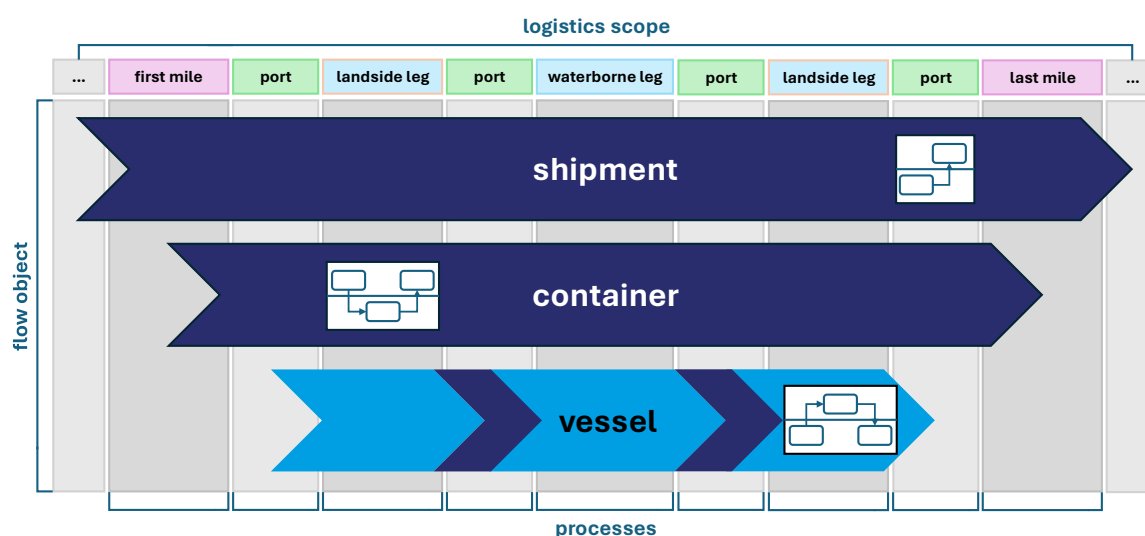 logistics scope
...
first mile
port
landside leg
port
waterborne leg
port
landside leg
port
last mile
...
flow object
shipment
container
vessel
processes